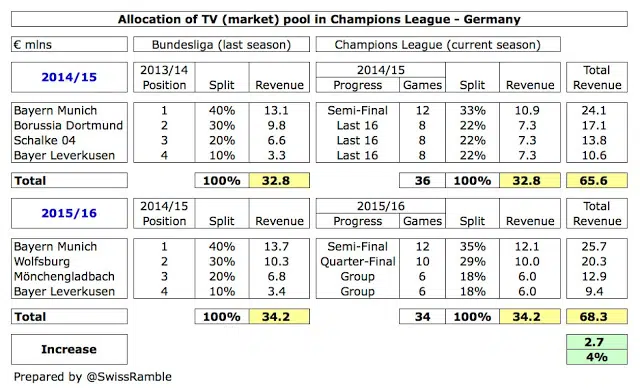 Allocation of TV (market) pool in Champions League - Germany
€ mlns Bundesliga (last season) Champions League (current season)
2014/15 2013/14 Position Split Revenue 2014/15 Progress Games Split Revenue Total Revenue
Bayern Munich 1 40% 13.1 Semi-Final 12 33% 10.9 24.1
Borussia Dortmund 2 30% 9.8 Last 16 8 22% 7.3 17.1
Schalke 04 3 20% 6.6 Last 16 8 22% 7.3 13.8
Bayer Leverkusen 4 10% 3.3 Last 16 8 22% 7.3 10.6
Total 100% 32.8 36 100% 32.8 65.6
2015/16 2014/15 Position Split Revenue 2015/16 Progress Games Split Revenue Total Revenue
Bayern Munich 1 40% 13.7 Semi-Final 12 35% 12.1 25.7
Wolfsburg 2 30% 10.3 Quarter-Final 10 29% 10.0 20.3
Mönchengladbach 3 20% 6.8 Group 6 18% 6.0 12.9
Bayer Leverkusen 4 10% 3.4 Group 6 18% 6.0 9.4
Total 100% 34.2 34 100% 34.2 68.3
Increase 2.7
4%
Prepared by @SwissRamble